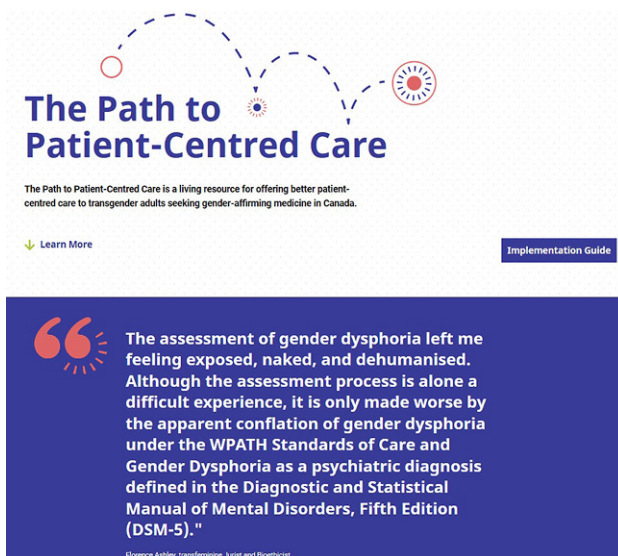 The Path to
Patient-Centred Care
The Path to Patient-Centred Care is a living resource for offering better patient-
centred care to transgender adults seeking gender-affirming medicine in Canada.
Learn More
Implementation Guide
The assessment of gender dysphoria left me
feeling exposed, naked, and dehumanised.
Although the assessment process is alone a
difficult experience, it is only made worse by
the apparent conflation of gender dysphoria
under the WPATH Standards of Care and
Gender Dysphoria as a psychiatric diagnosis
defined in the Diagnostic and Statistical
Manual of Mental Disorders, Fifth Edition
(DSM-5)."
Florence Ashley, transfeminine, Jurist and Bioethicist